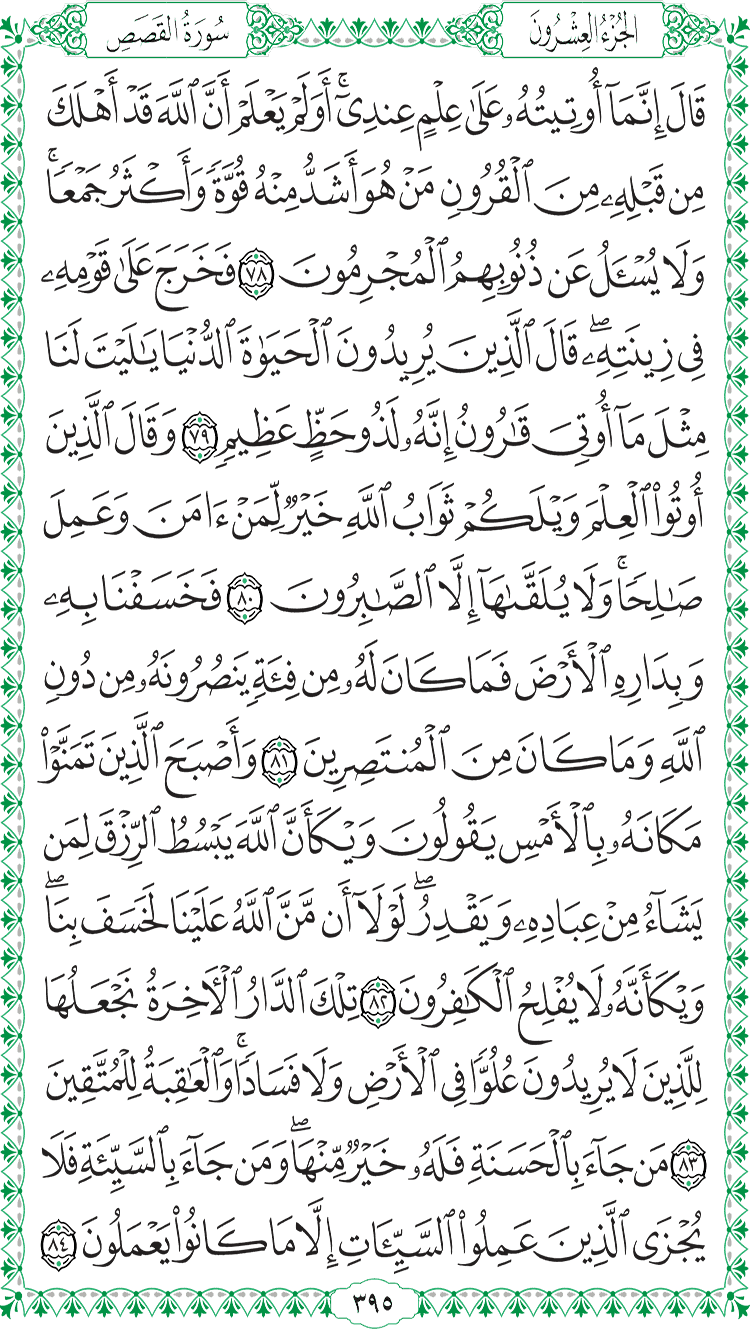 الجُزْءُ العِشْرُونَ
سُورَةُ القَصَصِ
قَالَ إِنَّمَآ أُوتِيتُهُۥ عَلَىٰ عِلْمٍ عِندِيٓۚ أَوَلَمْ يَعْلَمْ أَنَّ ٱللَّهَ قَدْ أَهْلَكَ
مِن قَبْلِهِۦ مِنَ ٱلْقُرُونِ مَنْ هُوَ أَشَدُّ مِنْهُ قُوَّةً وَأَكْثَرُ جَمْعًاۚ
وَلَا يُسْـَٔلُ عَن ذُنُوبِهِمُ ٱلْمُجْرِمُونَ ٧٨ فَخَرَجَ عَلَىٰ قَوْمِهِۦ
فِي زِينَتِهِۦۖ قَالَ ٱلَّذِينَ يُرِيدُونَ ٱلْحَيَوٰةَ ٱلدُّنْيَا يَٰلَيْتَ لَنَا
مِثْلَ مَآ أُوتِيَ قَٰرُونُ إِنَّهُۥ لَذُو حَظٍّ عَظِيمٍ ٧٩ وَقَالَ ٱلَّذِينَ
أُوتُوا۟ ٱلْعِلْمَ وَيْلَكُمْ ثَوَابُ ٱللَّهِ خَيْرٌ لِّمَنْ ءَامَنَ وَعَمِلَ
صَٰلِحًاۚ وَلَا يُلَقَّىٰهَآ إِلَّا ٱلصَّٰبِرُونَ ٨٠ فَخَسَفْنَا بِهِۦ
وَبِدَارِهِ ٱلْأَرْضَ فَمَا كَانَ لَهُۥ مِن فِئَةٍ يَنصُرُونَهُۥ مِن دُونِ
ٱللَّهِ وَمَا كَانَ مِنَ ٱلْمُنتَصِرِينَ ٨١ وَأَصْبَحَ ٱلَّذِينَ تَمَنَّوْا۟
مَكَانَهُۥ بِٱلْأَمْسِ يَقُولُونَ وَيْكَأَنَّ ٱللَّهَ يَبْسُطُ ٱلرِّزْقَ لِمَن
يَشَآءُ مِنْ عِبَادِهِۦ وَيَقْدِرُۖ لَوْلَآ أَن مَّنَّ ٱللَّهُ عَلَيْنَا لَخَسَفَ بِنَاۖ
وَيْكَأَنَّهُۥ لَا يُفْلِحُ ٱلْكَٰفِرُونَ ٨٢ تِلْكَ ٱلدَّارُ ٱلْأَخِرَةُ نَجْعَلُهَا
لِلَّذِينَ لَا يُرِيدُونَ عُلُوًّا فِي ٱلْأَرْضِ وَلَا فَسَادًاۚ وَٱلْعَٰقِبَةُ لِلْمُتَّقِينَ
٨٣ مَن جَآءَ بِٱلْحَسَنَةِ فَلَهُۥ خَيْرٌ مِّنْهَاۖ وَمَن جَآءَ بِٱلسَّيِّئَةِ فَلَا
يُجْزَى ٱلَّذِينَ عَمِلُوا۟ ٱلسَّيِّـَٔاتِ إِلَّا مَا كَانُوا۟ يَعْمَلُونَ ٨٤
٣٩٥